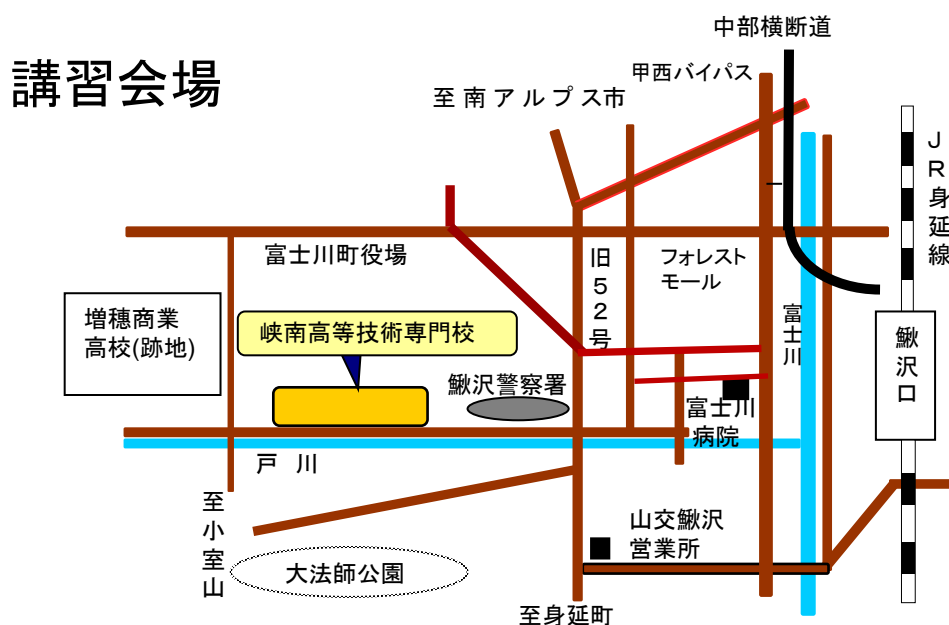 中部横断道
講習会場
甲西バイパス
至南アルプス市
JR身延線
富士川町役場
旧52号
フォレスト
モール
増穂商業
高校(跡地)
峡南高等技術専門校
富士川
鰍沢口
鰍沢警察署
富士川
病院
戸川
至小室山
山交鰍沢
営業所
大法師公園
至身延町